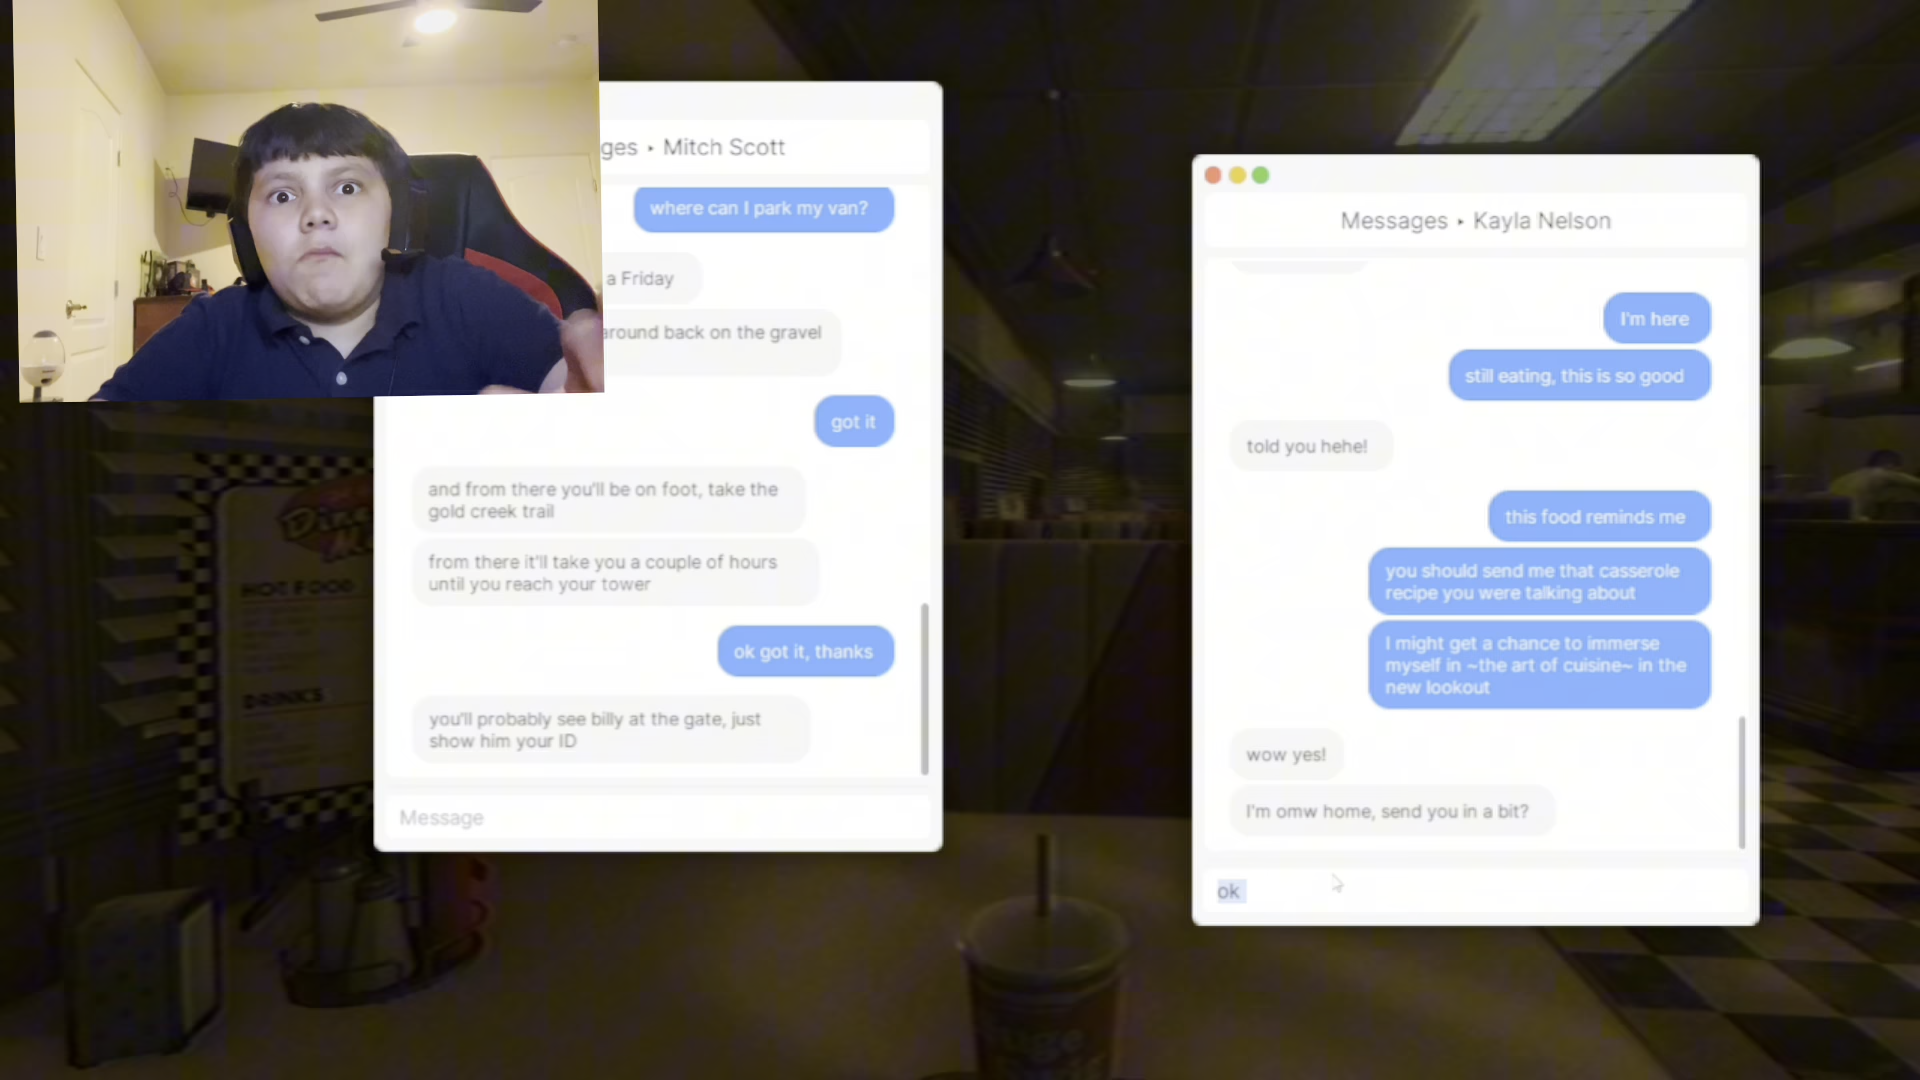 ges ▸ Mitch Scott
where can I park my van?
a Friday
around back on the gravel
got it
and from there you'll be on foot, take the
gold creek trail
from there it'll take you a couple of hours
until you reach your tower
ok got it, thanks
you'll probably see billy at the gate, just
show him your ID
Message
Messages ▸ Kayla Nelson
I'm here
still eating, this is so good
told you hehe!
this food reminds me
you should send me that casserole
recipe you were talking about
I might get a chance to immerse
myself in ~the art of cuisine~ in the
new lookout
wow yes!
I'm omw home, send you in a bit?
ok
HOT FOOD
DRINKS